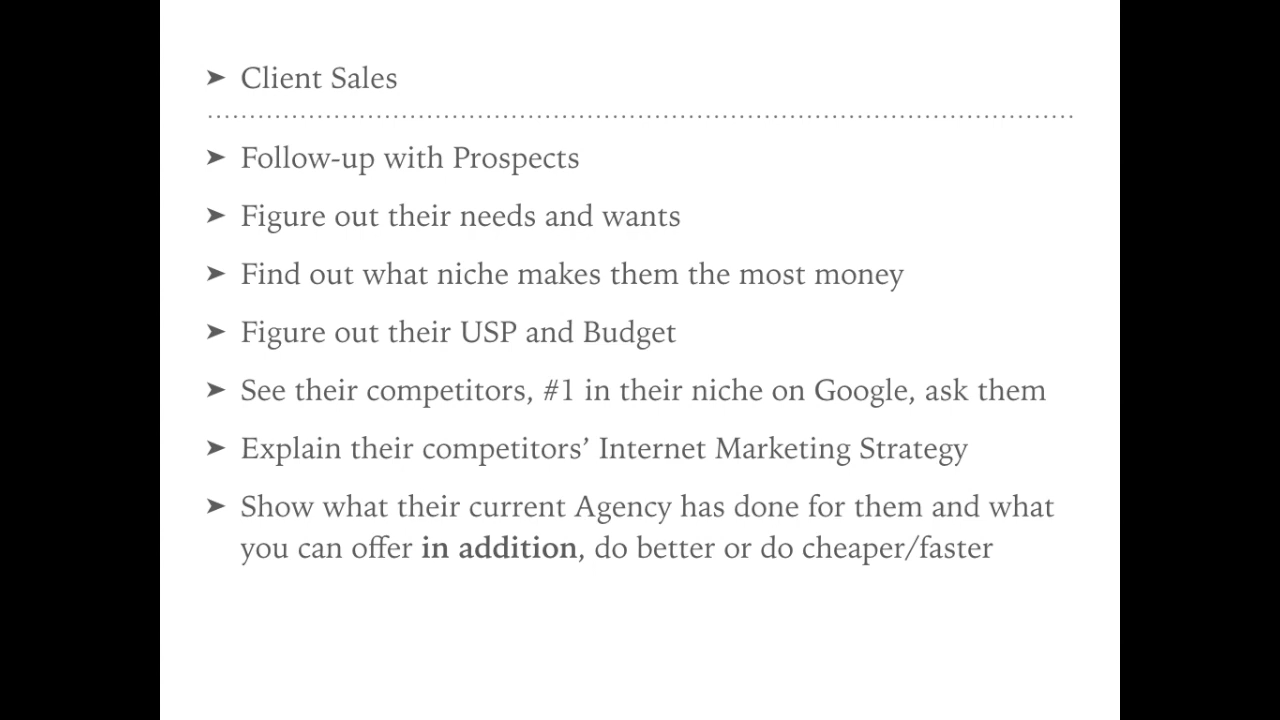 ➤ Client Sales
➤ Follow-up with Prospects
➤ Figure out their needs and wants
➤ Find out what niche makes them the most money
➤ Figure out their USP and Budget
➤ See their competitors, #1 in their niche on Google, ask them
➤ Explain their competitors’ Internet Marketing Strategy
➤ Show what their current Agency has done for them and what
you can offer in addition, do better or do cheaper/faster